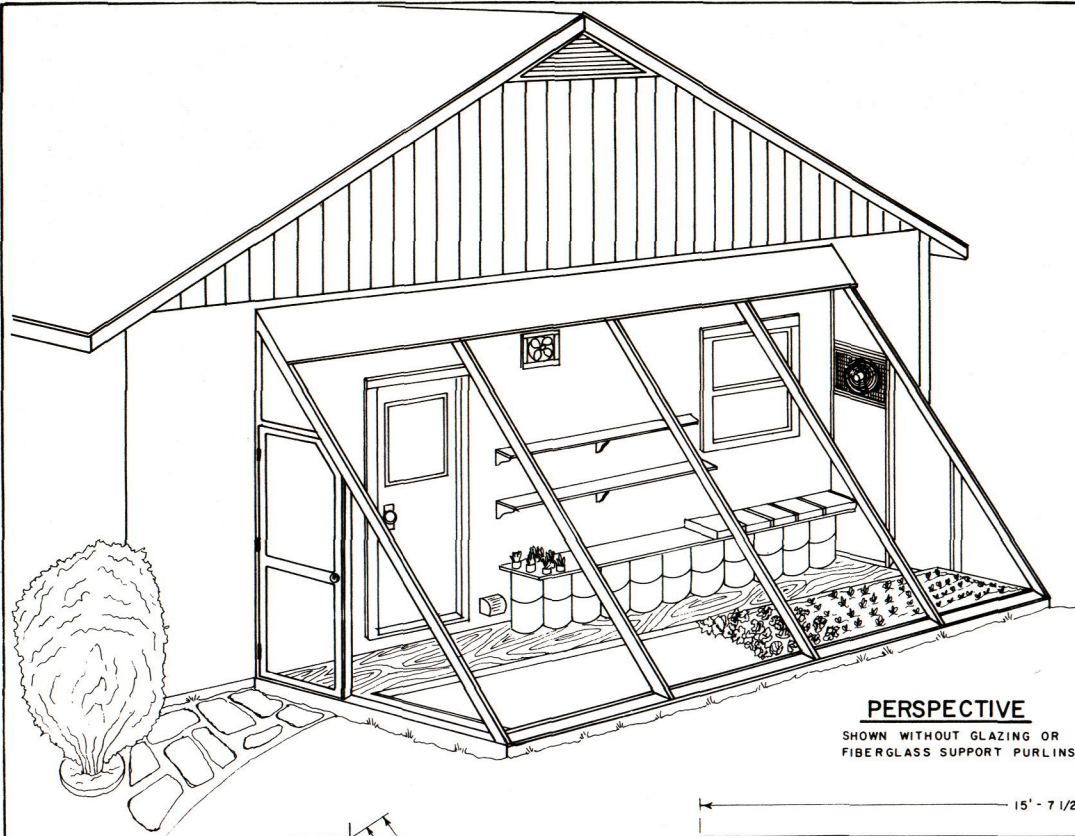 PERSPECTIVE
SHOWN WITHOUT GLAZING OR
FIBERGLASS SUPPORT PURLINS
15' - 7 1/2